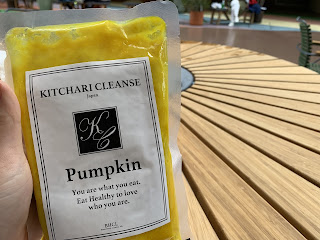 KITCHARI CLEANSE
Japan
KC
Pumpkin
You are what you eat.
Eat Healthy to love
who you are.